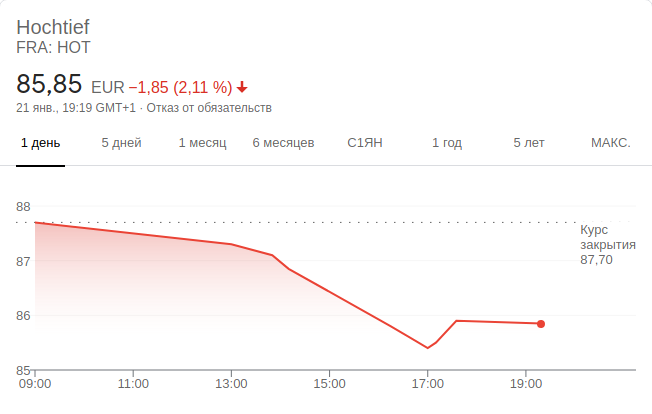 Hochtief
FRA: HOT
85,85 EUR −1,85 (2,11 %)
21 янв., 19:19 GMT+1 · Отказ от обязательств
1 день 5 дней 1 месяц 6 месяцев С1ЯН 1 год 5 лет МАКС.
88
Курс
закрытия
87,70
87
86
85
09:00 11:00 13:00 15:00 17:00 19:00